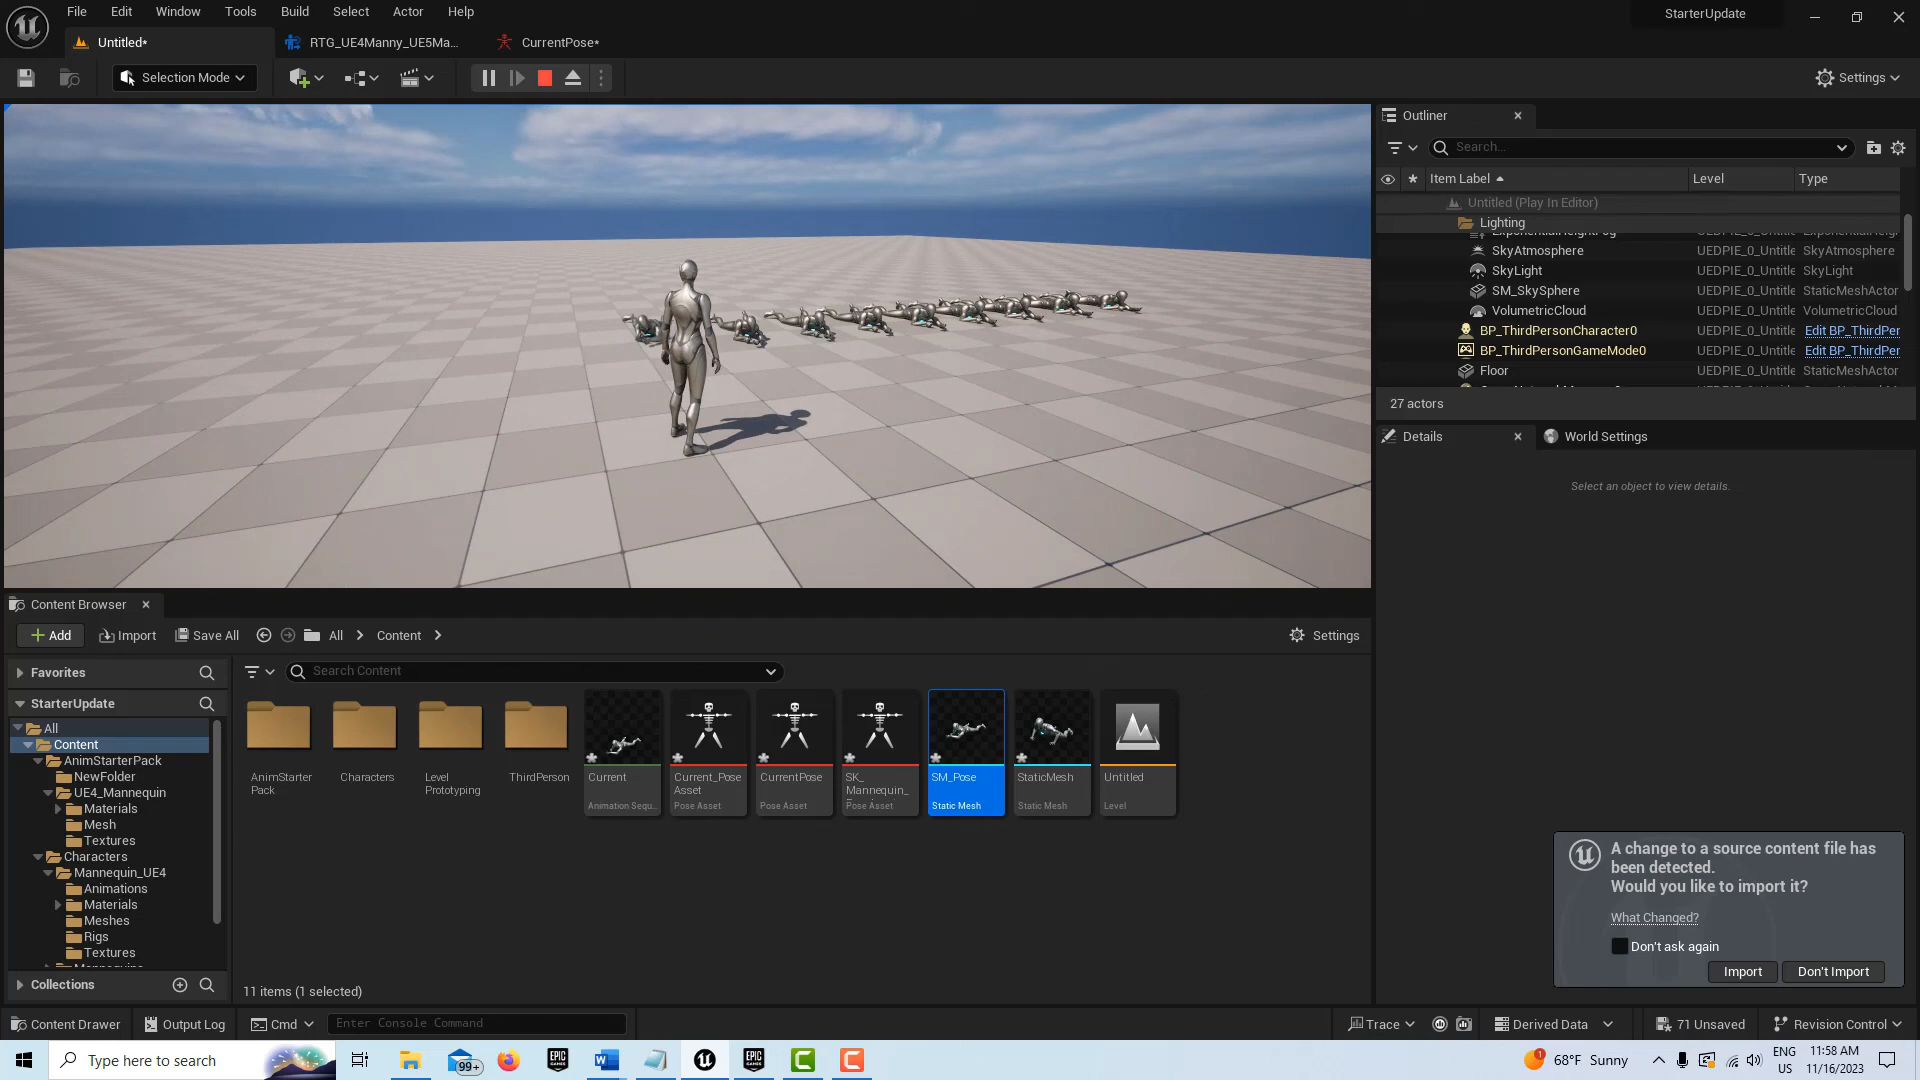 File Edit Window Tools Build Select Actor Help
StarterUpdate
Untitled*
RTG_UE4Manny_UE5Ma...
CurrentPose*
Selection Mode
Settings
Outliner
Search...
Item Label Level Type
Untitled (Play In Editor)
Lighting
SkyAtmosphere UEDPIE_0_Untitle SkyAtmosphere
SkyLight UEDPIE_0_Untitle SkyLight
SM_SkySphere UEDPIE_0_Untitle StaticMeshActor
VolumetricCloud UEDPIE_0_Untitle VolumetricCloud
BP_ThirdPersonCharacter0 UEDPIE_0_Untitle Edit BP_ThirdPer
BP_ThirdPersonGameMode0 UEDPIE_0_Untitle Edit BP_ThirdPer
Floor UEDPIE_0_Untitle StaticMeshActor
27 actors
Details
World Settings
Select an object to view details.
Content Browser
Add Import Save All All Content Settings
Favorites
Search Content
StarterUpdate
All
Content
AnimStarterPack
NewFolder
UE4_Mannequin
Materials
Mesh
Textures
Characters
Mannequin_UE4
Animations
Materials
Meshes
Rigs
Textures
Collections
AnimStarter
Pack
Characters
Level
Prototyping
ThirdPerson
Current
Animation Sequ...
Current_Pose
Asset
Pose Asset
CurrentPose
Pose Asset
SK_
Mannequin_
Pose Asset
SM_Pose
Static Mesh
StaticMesh
Static Mesh
Untitled
Level
11 items (1 selected)
A change to a source content file has
been detected.
Would you like to import it?
What Changed?
Don't ask again
Import Don't Import
Content Drawer Output Log Cmd Enter Console Command
Trace Derived Data 71 Unsaved Revision Control
Type here to search
99+
EPIC
GAMES
EPIC
GAMES
1
68°F Sunny
ENG
US
11:58 AM
11/16/2023